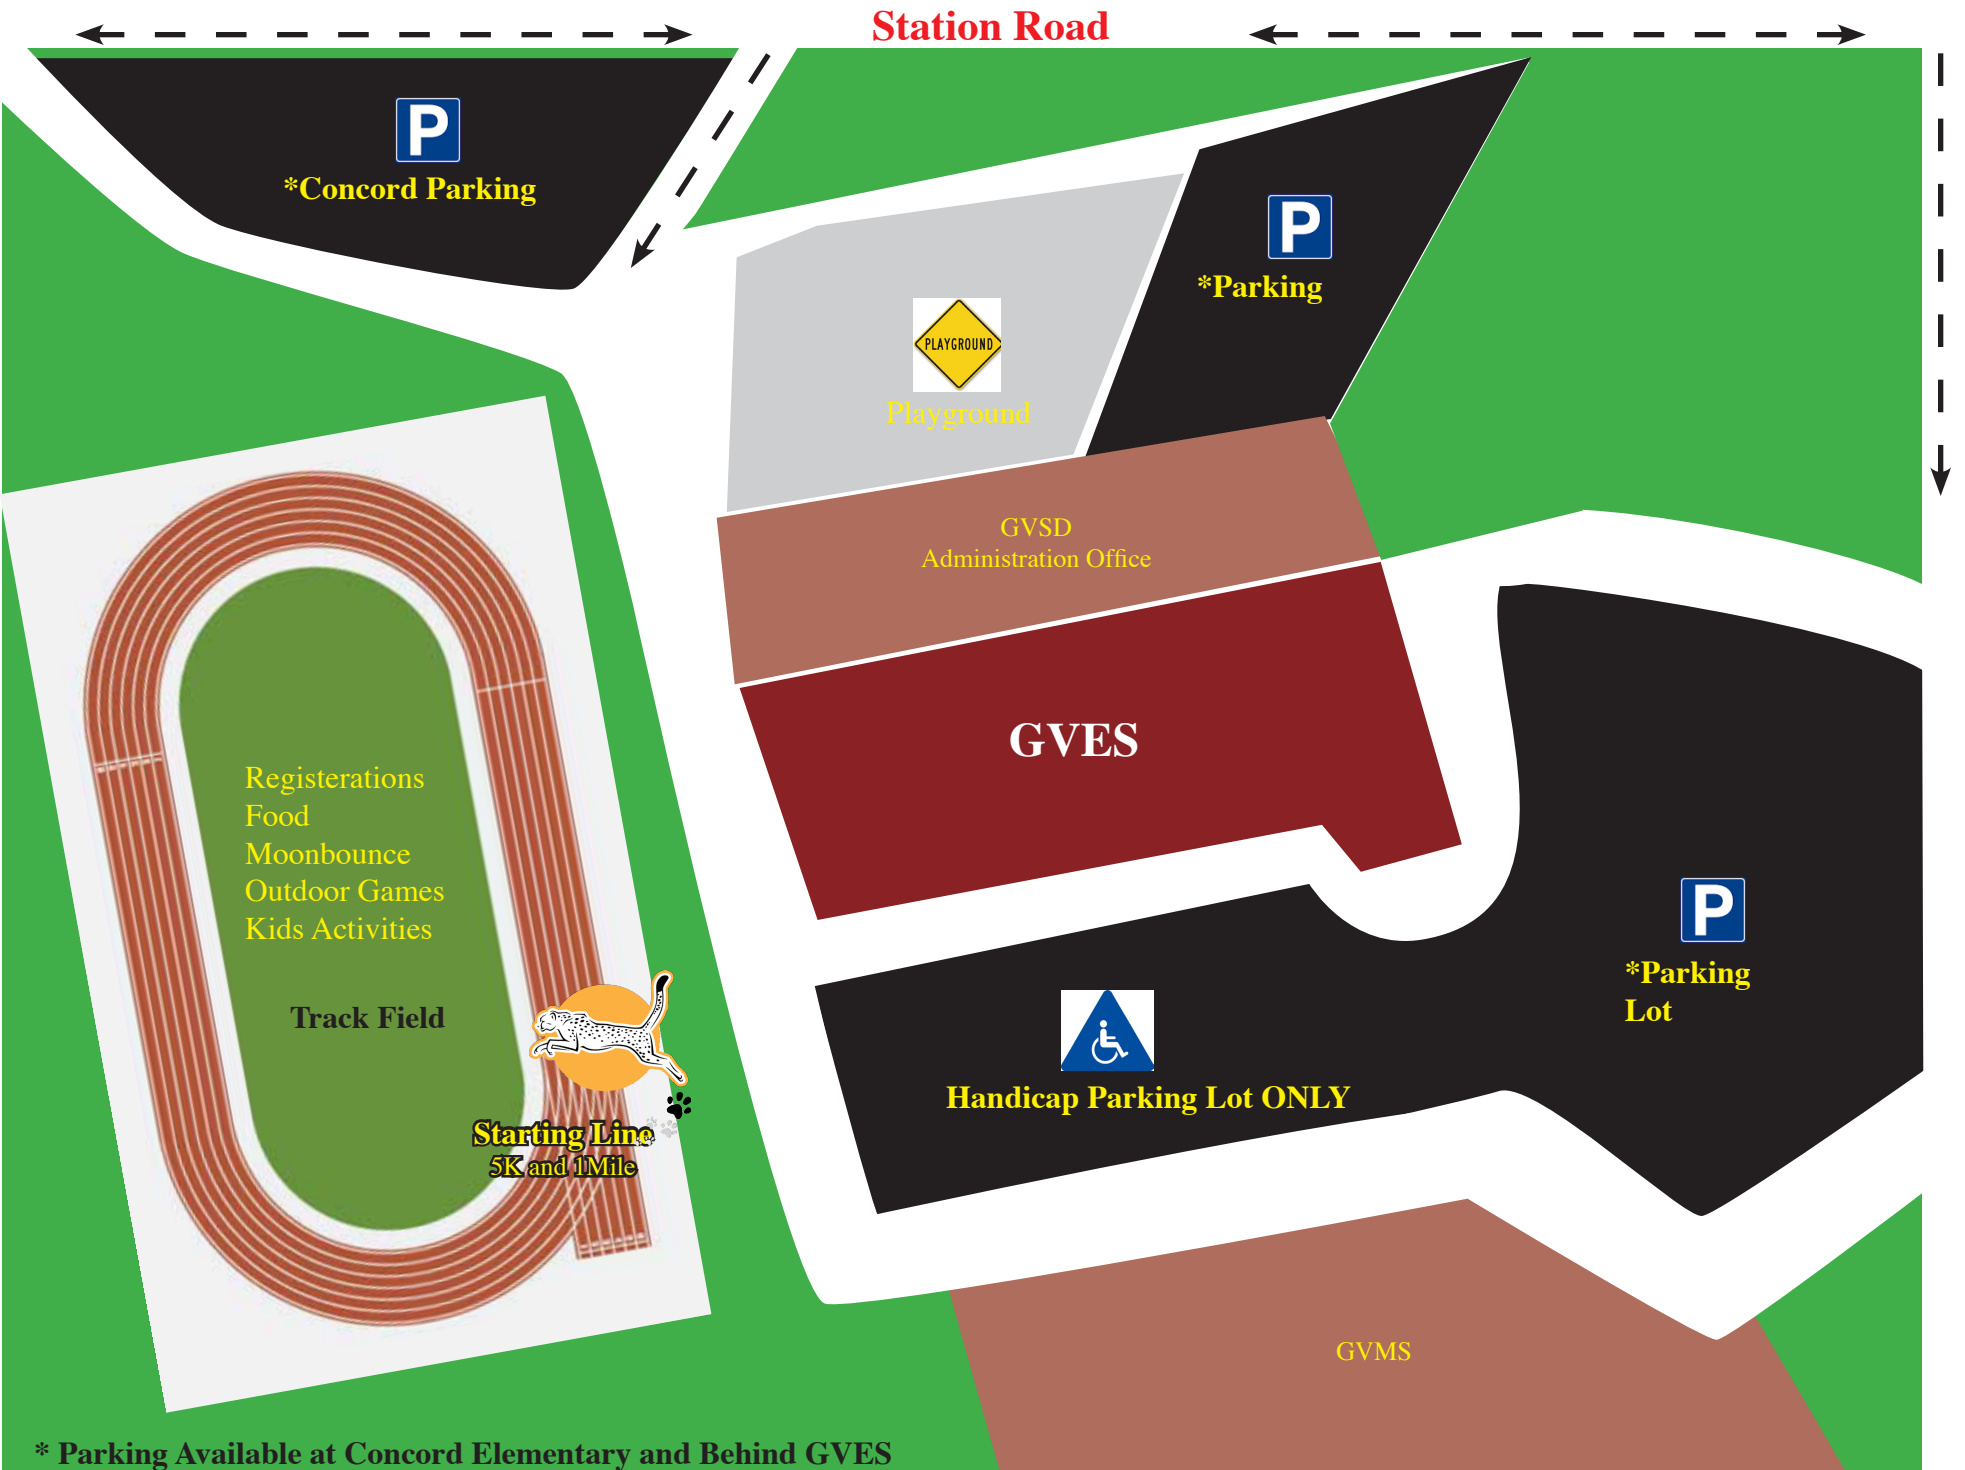 Station Road
P
*Concord Parking
P
*Parking
PLAYGROUND
Playground
GVSD
Administration Office
GVES
Registerations
Food
Moonbounce
Outdoor Games
Kids Activities
Track Field
P
*Parking
Lot
Handicap Parking Lot ONLY
Starting Line
5K and 1Mile
GVMS
* Parking Available at Concord Elementary and Behind GVES